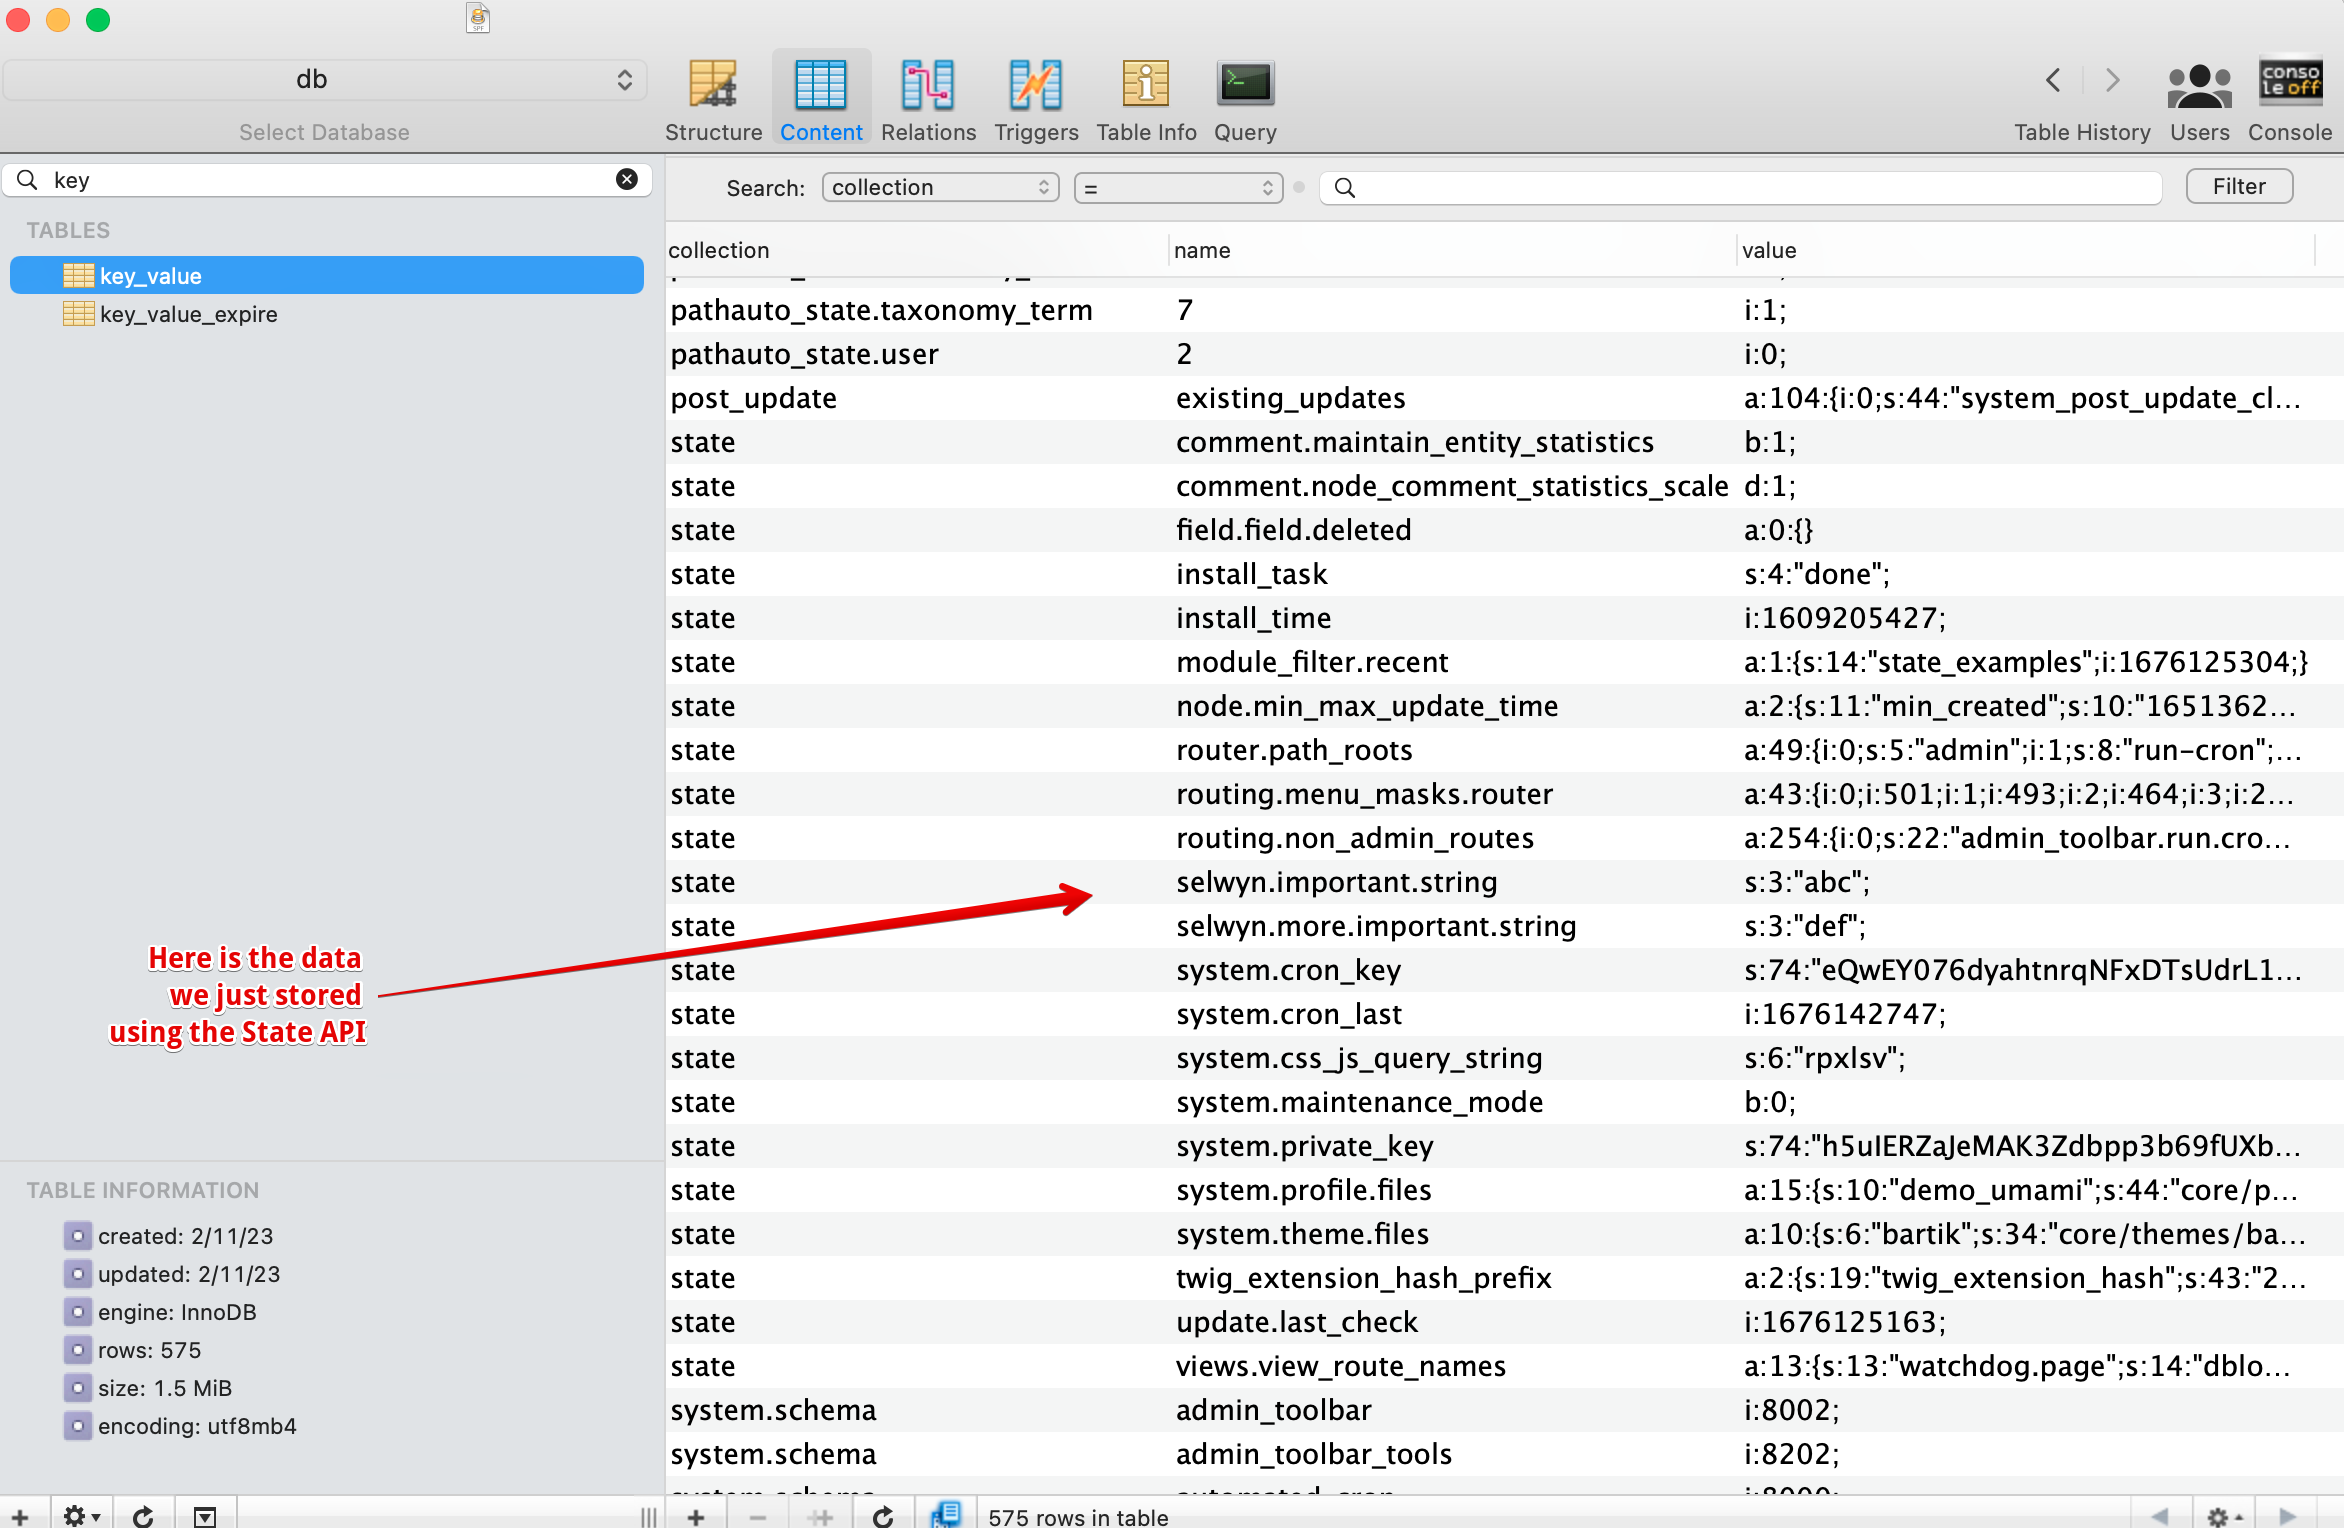 SPF
db
Select Database
Structure
Content
Relations
Triggers
Table Info
Query
Table History
Users
conso
le off
Console
key
TABLES
key_value
key_value_expire
Search: collection =
Filter
collection name value
pathauto_state.taxonomy_term 7 i:1;
pathauto_state.user 2 i:0;
post_update existing_updates a:104:{i:0;s:44:"system_post_update_cl...
state comment.maintain_entity_statistics b:1;
state comment.node_comment_statistics_scale d:1;
state field.field.deleted a:0:{}
state install_task s:4:"done";
state install_time i:1609205427;
state module_filter.recent a:1:{s:14:"state_examples";i:1676125304;}
state node.min_max_update_time a:2:{s:11:"min_created";s:10:"1651362...
state router.path_roots a:49:{i:0;s:5:"admin";i:1;s:8:"run-cron";...
state routing.menu_masks.router a:43:{i:0;i:501;i:1;i:493;i:2;i:464;i:3;i:2...
state routing.non_admin_routes a:254:{i:0;s:22:"admin_toolbar.run.cro...
state selwyn.important.string s:3:"abc";
state selwyn.more.important.string s:3:"def";
state system.cron_key s:74:"eQwEY076dyahtnrqNFxDTsUdrL1...
state system.cron_last i:1676142747;
state system.css_js_query_string s:6:"rpxlsv";
state system.maintenance_mode b:0;
state system.private_key s:74:"h5uIERZaJeMAK3Zdbpp3b69fUXb...
state system.profile.files a:15:{s:10:"demo_umami";s:44:"core/p...
state system.theme.files a:10:{s:6:"bartik";s:34:"core/themes/ba...
state twig_extension_hash_prefix a:2:{s:19:"twig_extension_hash";s:43:"2...
state update.last_check i:1676125163;
state views.view_route_names a:13:{s:13:"watchdog.page";s:14:"dblo...
system.schema admin_toolbar i:8002;
system.schema admin_toolbar_tools i:8202;
Here is the data
we just stored
using the State API
TABLE INFORMATION
created: 2/11/23
updated: 2/11/23
engine: InnoDB
rows: 575
size: 1.5 MiB
encoding: utf8mb4
575 rows in table